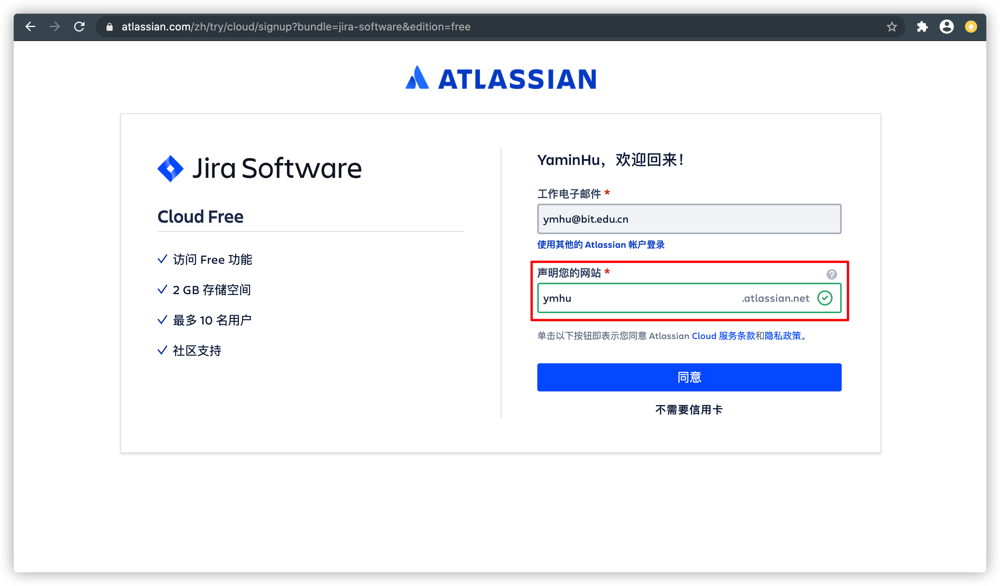 atlassian.com/zh/try/cloud/signup?bundle=jira-software&edition=free
ATLASSIAN
Jira Software
Cloud Free
访问 Free 功能
2 GB 存储空间
最多 10 名用户
社区支持
YaminHu，欢迎回来！
工作电子邮件 *
ymhu@bit.edu.cn
使用其他的 Atlassian 帐户登录
声明您的网站 *
ymhu .atlassian.net
单击以下按钮即表示您同意 Atlassian Cloud 服务条款和隐私政策。
同意
不需要信用卡